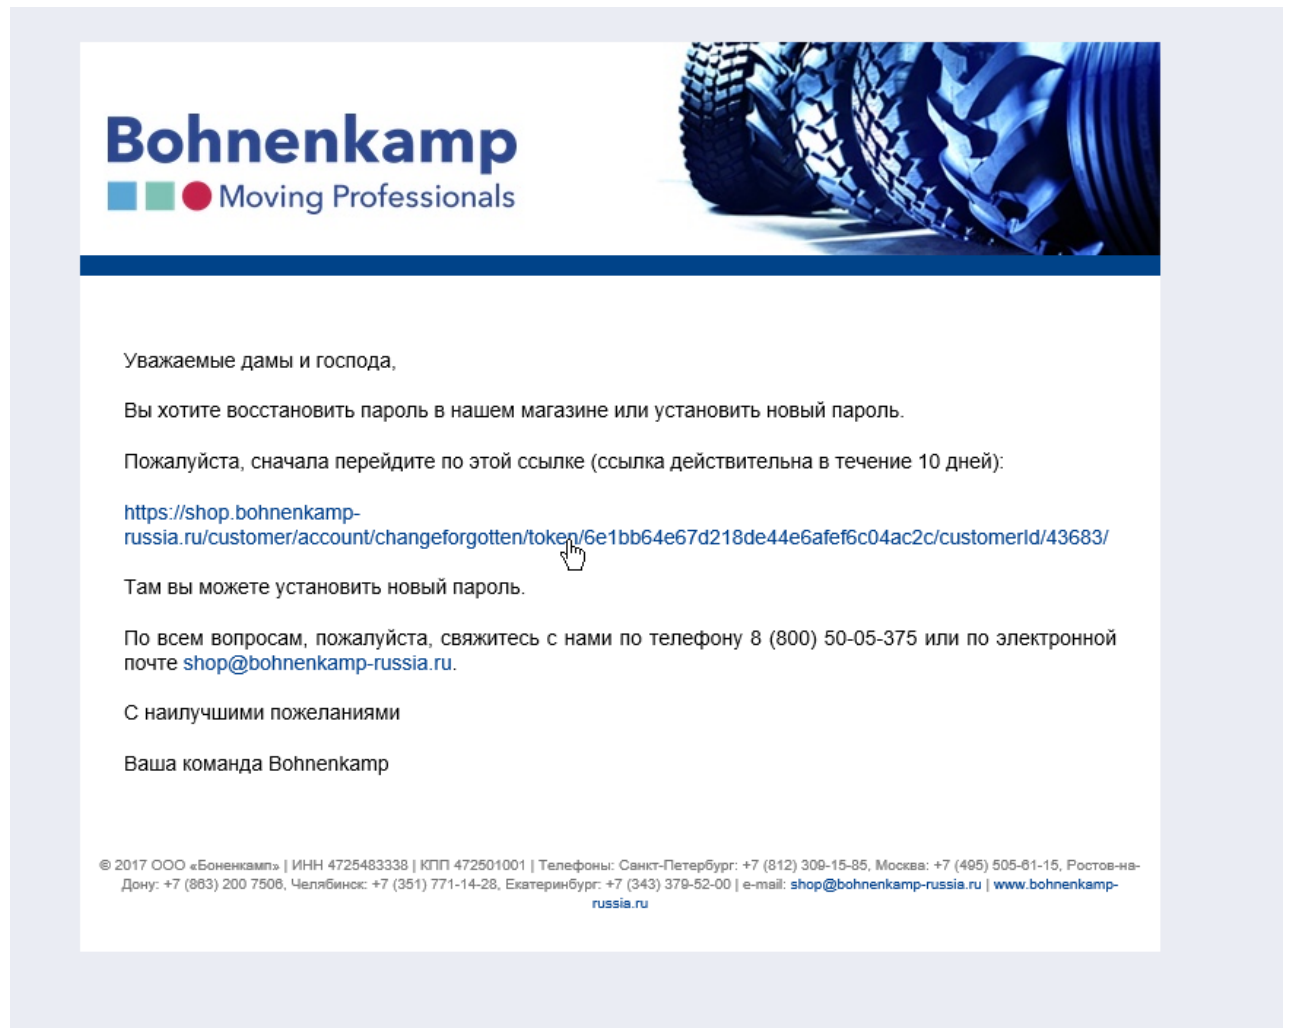 Bohnenkamp
Moving Professionals
Уважаемые дамы и господа,
Вы хотите восстановить пароль в нашем магазине или установить новый пароль.
Пожалуйста, сначала перейдите по этой ссылке (ссылка действительна в течение 10 дней):
https://shop.bohnenkamp-
russia.ru/customer/account/changeforgotten/token/6e1bb64e67d218de44e6afef6c04ac2c/customerId/43683/
Там вы можете установить новый пароль.
По всем вопросам, пожалуйста, свяжитесь с нами по телефону 8 (800) 50-05-375 или по электронной
почте shop@bohnenkamp-russia.ru.
С наилучшими пожеланиями
Ваша команда Bohnenkamp
© 2017 ООО «Боненкамп» | ИНН 4725483338 | КПП 472501001 | Телефоны: Санкт-Петербург: +7 (812) 309-15-85, Москва: +7 (495) 505-61-15, Ростов-на-
Дону: +7 (863) 200 7506, Челябинск: +7 (351) 771-14-28, Екатеринбург: +7 (343) 379-52-00 | e-mail: shop@bohnenkamp-russia.ru | www.bohnenkamp-
russia.ru